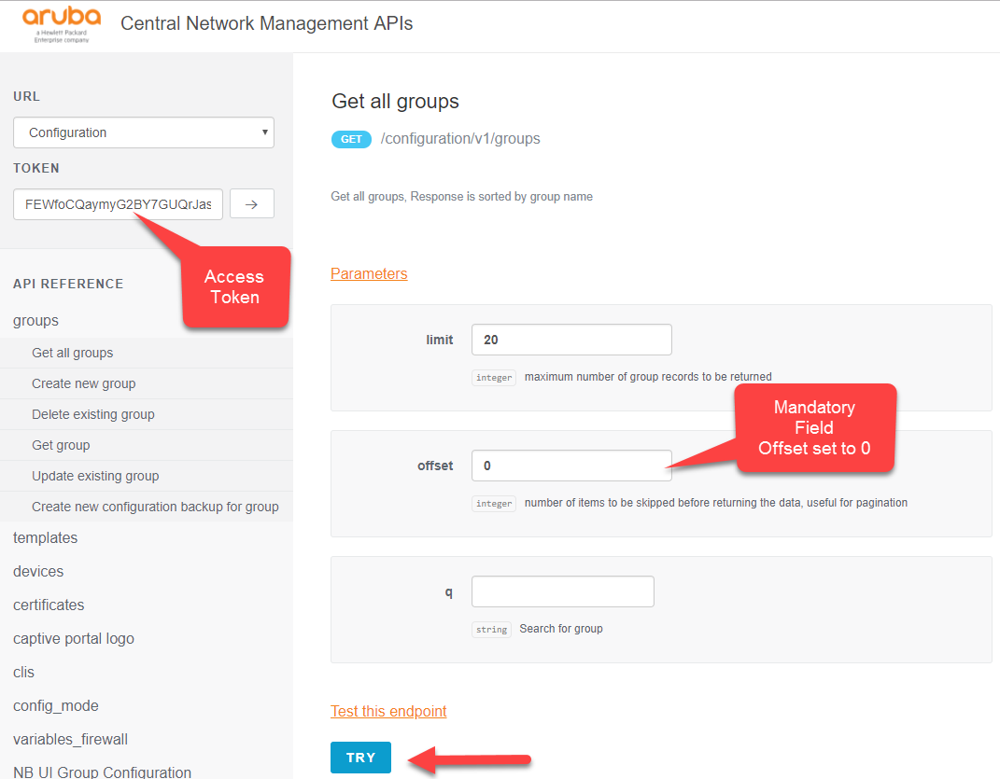 aruba
a Hewlett Packard
Enterprise company
Central Network Management APIs
URL
Configuration
TOKEN
FEWfoCQaymyG2BY7GUQrJas
Access
Token
API REFERENCE
groups
Get all groups
Create new group
Delete existing group
Get group
Update existing group
Create new configuration backup for group
templates
devices
certificates
captive portal logo
clis
config_mode
variables_firewall
NB UI Group Configuration
Get all groups
GET /configuration/v1/groups
Get all groups, Response is sorted by group name
Parameters
limit 20
integer maximum number of group records to be returned
Mandatory
Field
Offset set to 0
offset 0
integer number of items to be skipped before returning the data, useful for pagination
q
string Search for group
Test this endpoint
TRY